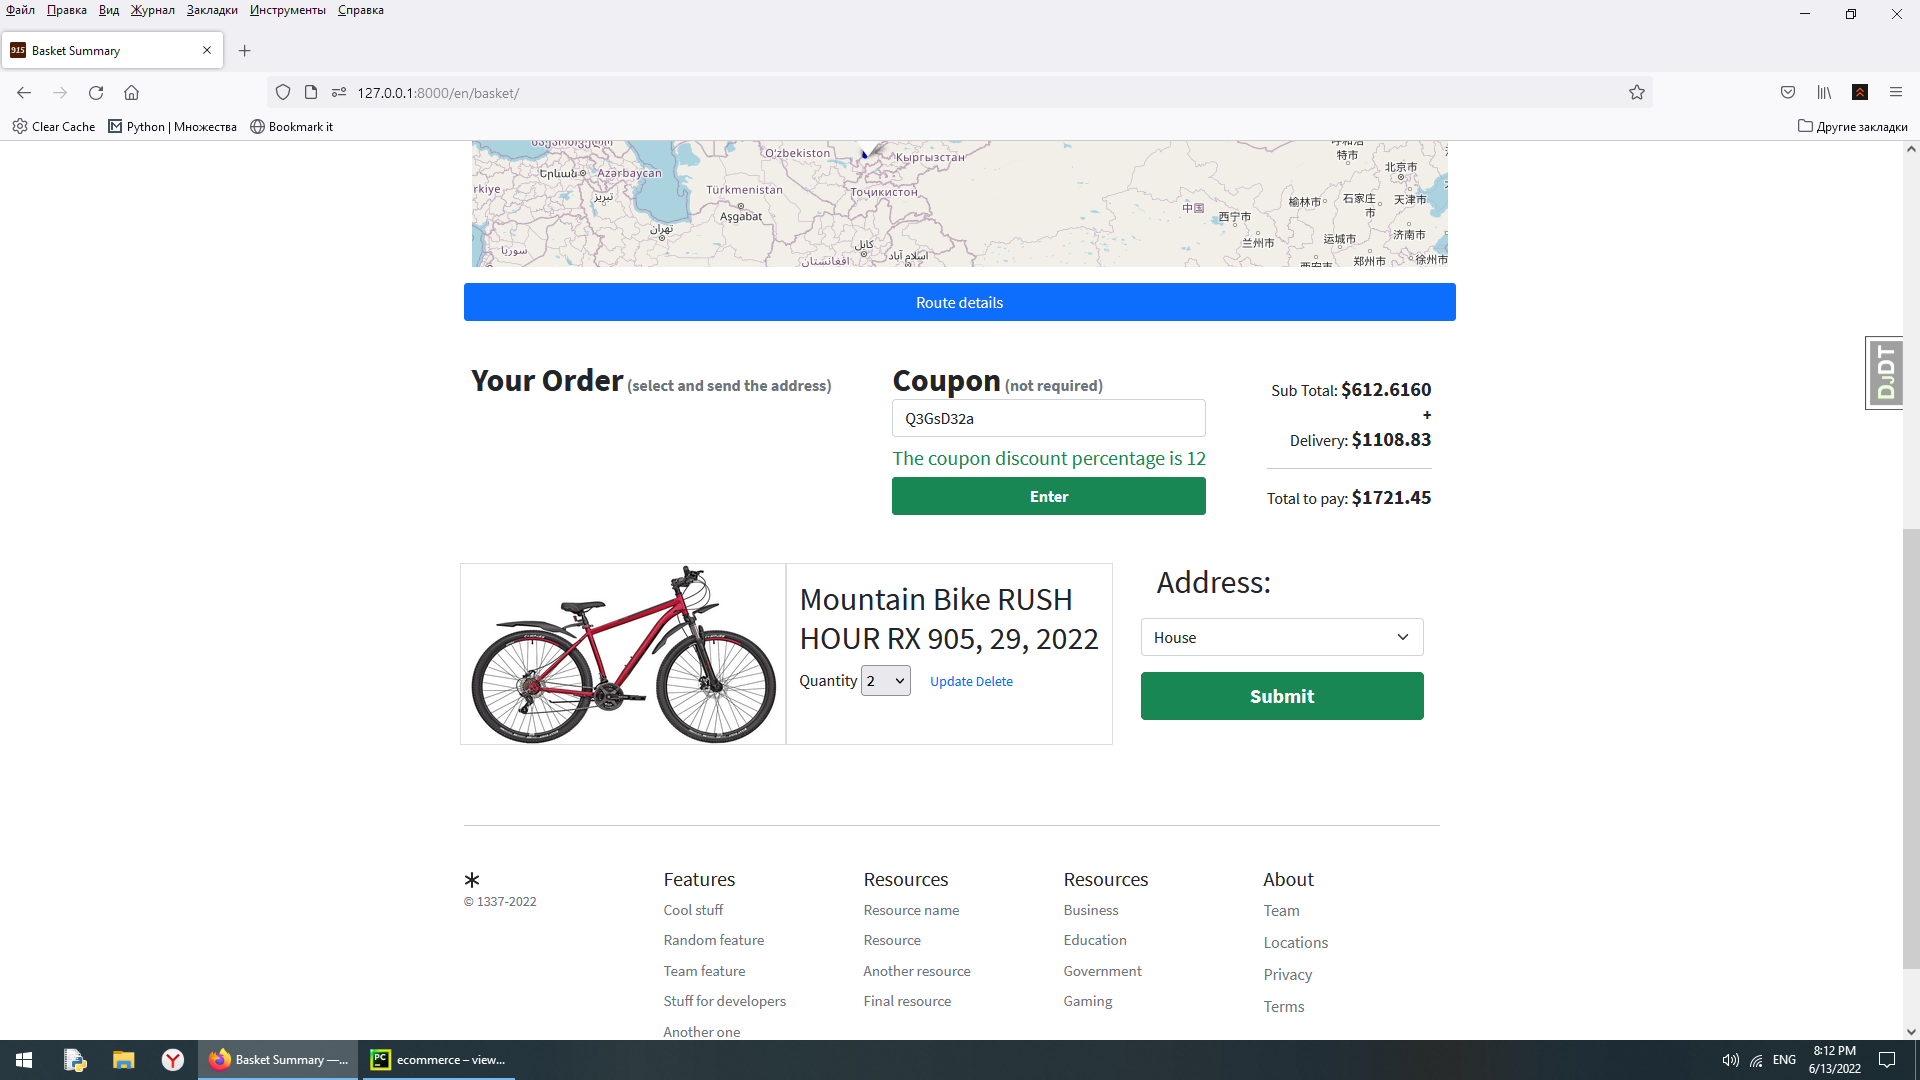 Файл Правка Вид Журнал Закладки Инструменты Справка
915 Basket Summary
127.0.0.1:8000/en/basket/
Clear Cache Python | Множества Bookmark it Другие закладки
Oʻzbekiston Кыргызстан
特市
Երևան Azərbaycan
北京市
rkiye Türkmenistan Тоҷикистон
تبریز
榆林市 石家庄市 天津市
中国 西宁市
Aşgabat
تهران
兰州市 运城市 济南市
سوريا
کابل
افغانستان
اسلام آباد
郑州市 徐州市
Route details
Your Order (select and send the address)
Coupon (not required)
Q3GsD32a
The coupon discount percentage is 12
Enter
Sub Total: $612.6160
+
Delivery: $1108.83
Total to pay: $1721.45
DJDT
Mountain Bike RUSH
HOUR RX 905, 29, 2022
Quantity 2 Update Delete
Address:
House
Submit
© 1337-2022
Features
Cool stuff
Random feature
Team feature
Stuff for developers
Another one
Resources
Resource name
Resource
Another resource
Final resource
Resources
Business
Education
Government
Gaming
About
Team
Locations
Privacy
Terms
Basket Summary —...
PC ecommerce – view...
ENG
8:12 PM
6/13/2022